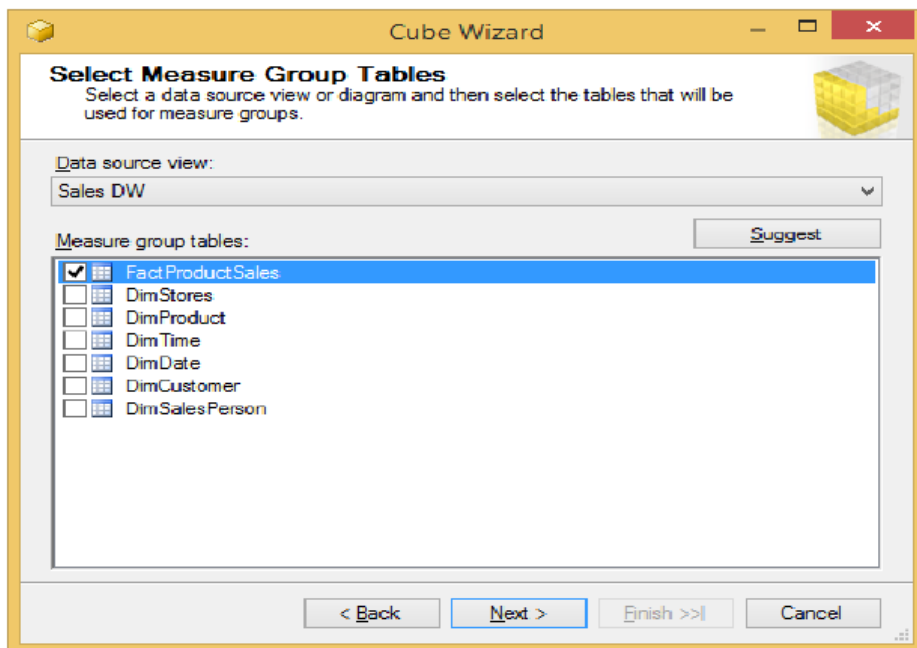 Cube Wizard
Select Measure Group Tables
Select a data source view or diagram and then select the tables that will be
used for measure groups.
Data source view:
Sales DW
Suggest
Measure group tables:
FactProductSales
DimStores
DimProduct
DimTime
DimDate
DimCustomer
DimSalesPerson
< Back Next > Finish >>| Cancel